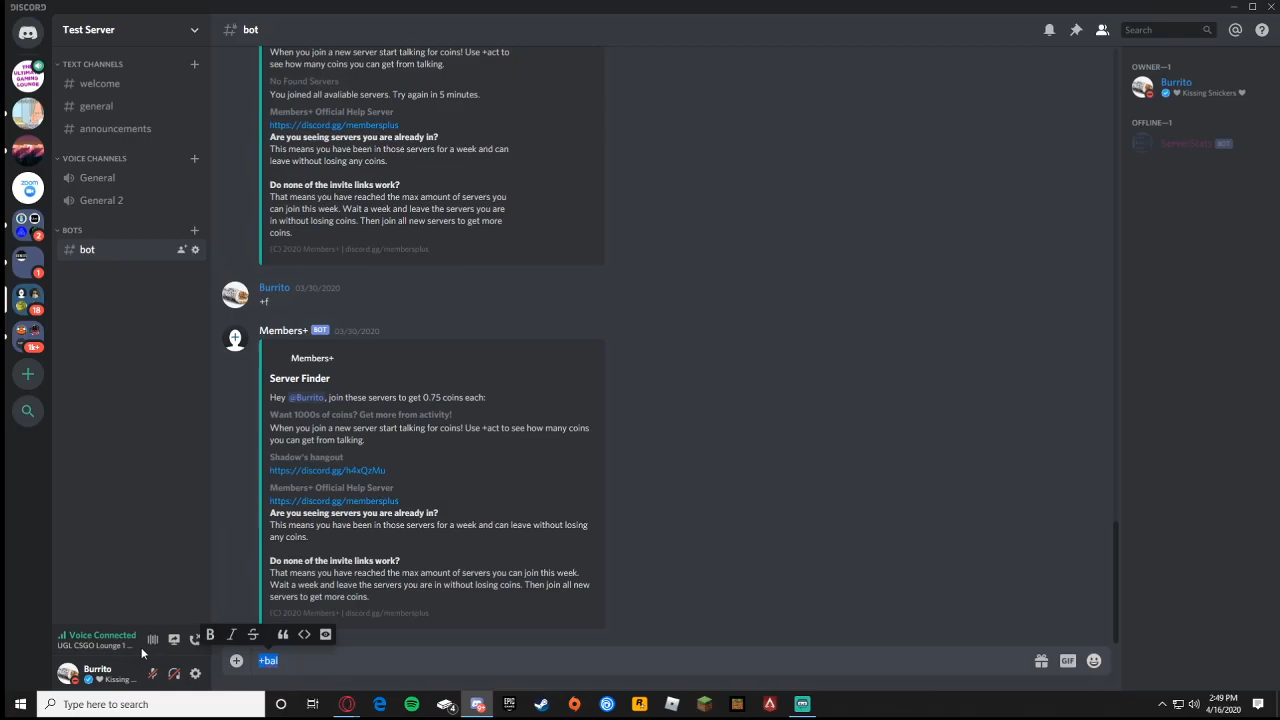 DISCORD
Test Server
bot
Search
TEXT CHANNELS
welcome
general
announcements
VOICE CHANNELS
General
General 2
BOTS
bot
THE ULTIMATE GAMING LOUNGE
zoom
2
1
18
1k+
When you join a new server start talking for coins! Use +act to
see how many coins you can get from talking.
No Found Servers
You joined all avaliable servers. Try again in 5 minutes.
Members+ Official Help Server
https://discord.gg/membersplus
Are you seeing servers you are already in?
This means you have been in those servers for a week and can
leave without losing any coins.
Do none of the invite links work?
That means you have reached the max amount of servers you
can join this week. Wait a week and leave the servers you are
in without losing coins. Then join all new servers to get more
coins.
(C) 2020 Members+ | discord.gg/membersplus
Burrito 03/30/2020
+f
Members+ BOT 03/30/2020
Members+
Server Finder
Hey @Burrito, join these servers to get 0.75 coins each:
Want 1000s of coins? Get more from activity!
When you join a new server start talking for coins! Use +act to see how many coins
you can get from talking.
Shadow's hangout
https://discord.gg/h4xQzMu
Members+ Official Help Server
https://discord.gg/membersplus
Are you seeing servers you are already in?
This means you have been in those servers for a week and can leave without losing
any coins.
Do none of the invite links work?
That means you have reached the max amount of servers you can join this week.
Wait a week and leave the servers you are in without losing coins. Then join all new
servers to get more coins.
(C) 2020 Members+ | discord.gg/membersplus
B I S
+bal
GIF
OWNER—1
Burrito
Kissing Snickers
OFFLINE—1
ServerStats BOT
Voice Connected
UGL CSGO Lounge 1 ...
Burrito
Kissing ...
Type here to search
4
EPIC
R.
2:49 PM
4/16/2020